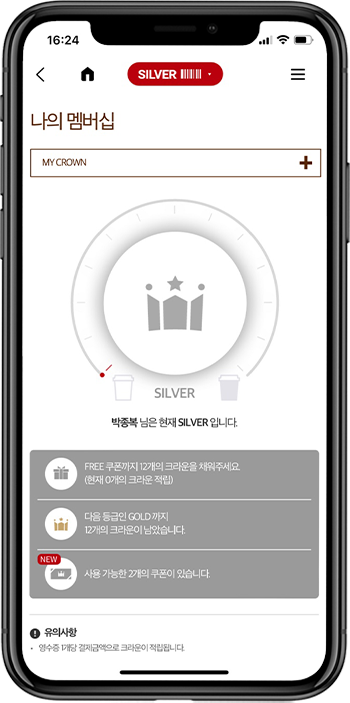 16:24
SILVER
나의 멤버십
MY CROWN
SILVER
박종복 님은 현재 SILVER 입니다.
FREE 쿠폰까지 12개의 크라운을 채워주세요.
(현재 0개의 크라운 적립)
다음 등급인 GOLD 까지
12개의 크라운이 남았습니다.
NEW
사용 가능한 2개의 쿠폰이 있습니다.
유의사항
• 영수증 1개당 결제금액으로 크라운이 적립됩니다.